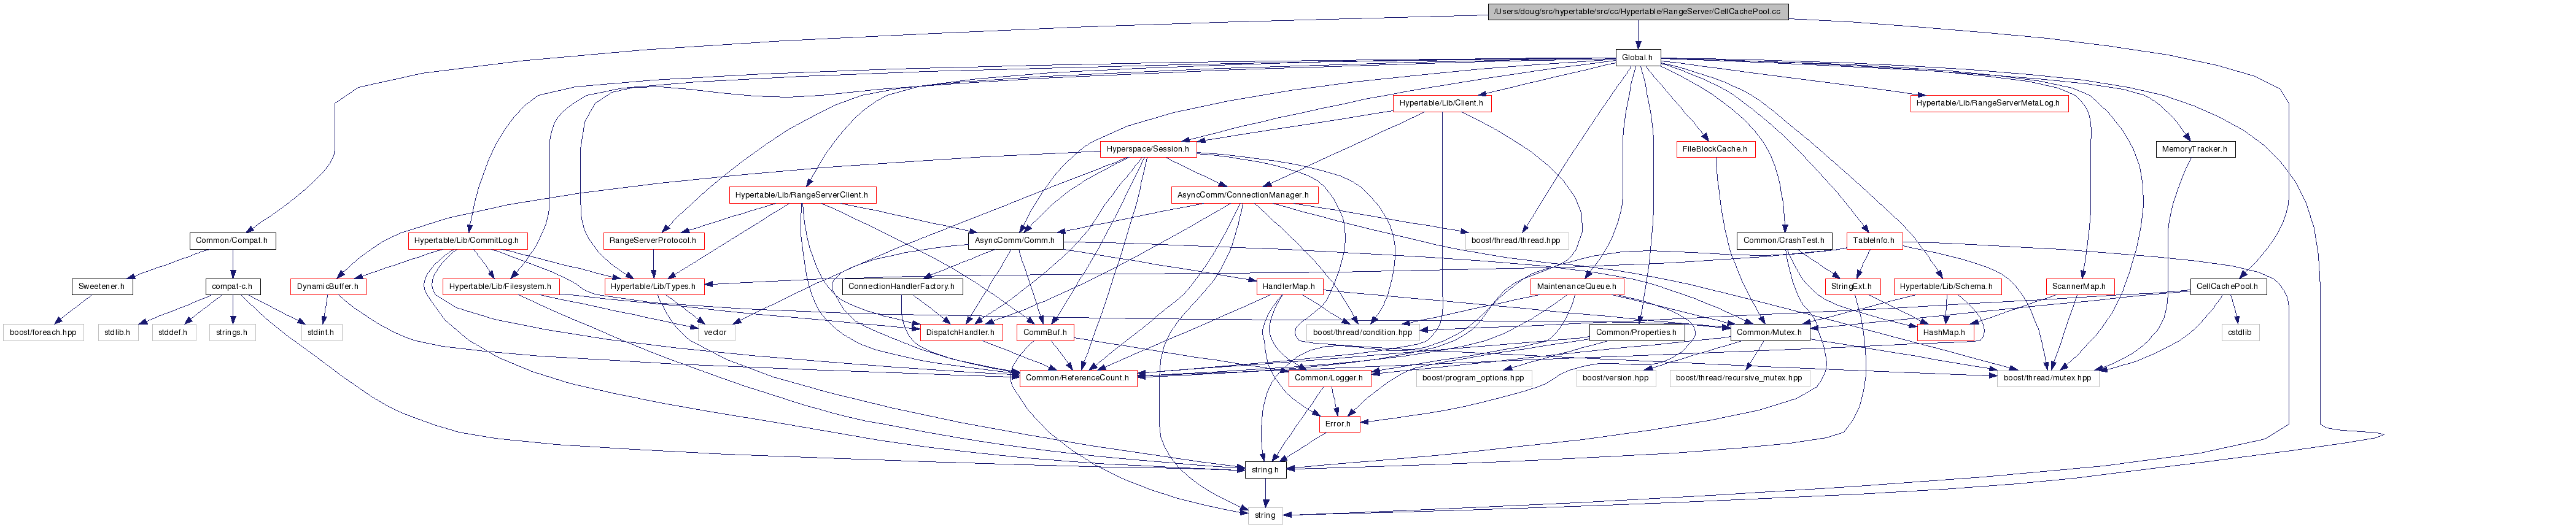 /Users/doug/src/hypertable/src/cc/Hypertable/RangeServer/CellCachePool.cc
Global.h
Hypertable/Lib/Client.h
Hypertable/Lib/RangeServerMetaLog.h
Hyperspace/Session.h
FileBlockCache.h
MemoryTracker.h
Hypertable/Lib/RangeServerClient.h
AsyncComm/ConnectionManager.h
Common/Compat.h
Hypertable/Lib/CommitLog.h
RangeServerProtocol.h
AsyncComm/Comm.h
boost/thread/thread.hpp
Common/CrashTest.h
TableInfo.h
Sweetener.h
compat-c.h
DynamicBuffer.h
Hypertable/Lib/Filesystem.h
Hypertable/Lib/Types.h
ConnectionHandlerFactory.h
HandlerMap.h
MaintenanceQueue.h
StringExt.h
Hypertable/Lib/Schema.h
ScannerMap.h
CellCachePool.h
boost/foreach.hpp
stdlib.h
stddef.h
strings.h
stdint.h
vector
DispatchHandler.h
CommBuf.h
boost/thread/condition.hpp
Common/Properties.h
Common/Mutex.h
HashMap.h
cstdlib
Common/ReferenceCount.h
Common/Logger.h
boost/program_options.hpp
boost/version.hpp
boost/thread/recursive_mutex.hpp
boost/thread/mutex.hpp
Error.h
string.h
string